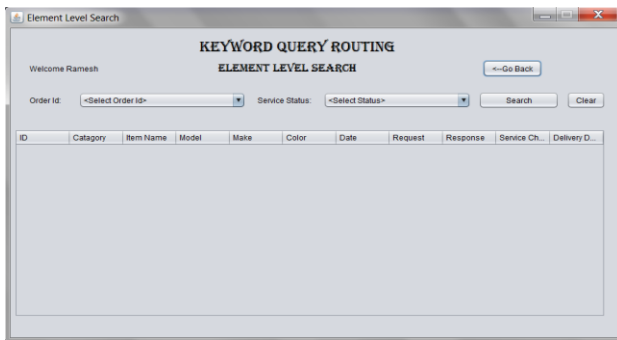 Element Level Search
KEYWORD QUERY ROUTING
Welcome Ramesh ELEMENT LEVEL SEARCH <--Go Back
Order Id: <Select Order Id> Service Status: <Select Status> Search Clear
ID Catagory Item Name Model Make Color Date Request Response Service Ch... Delivery D...